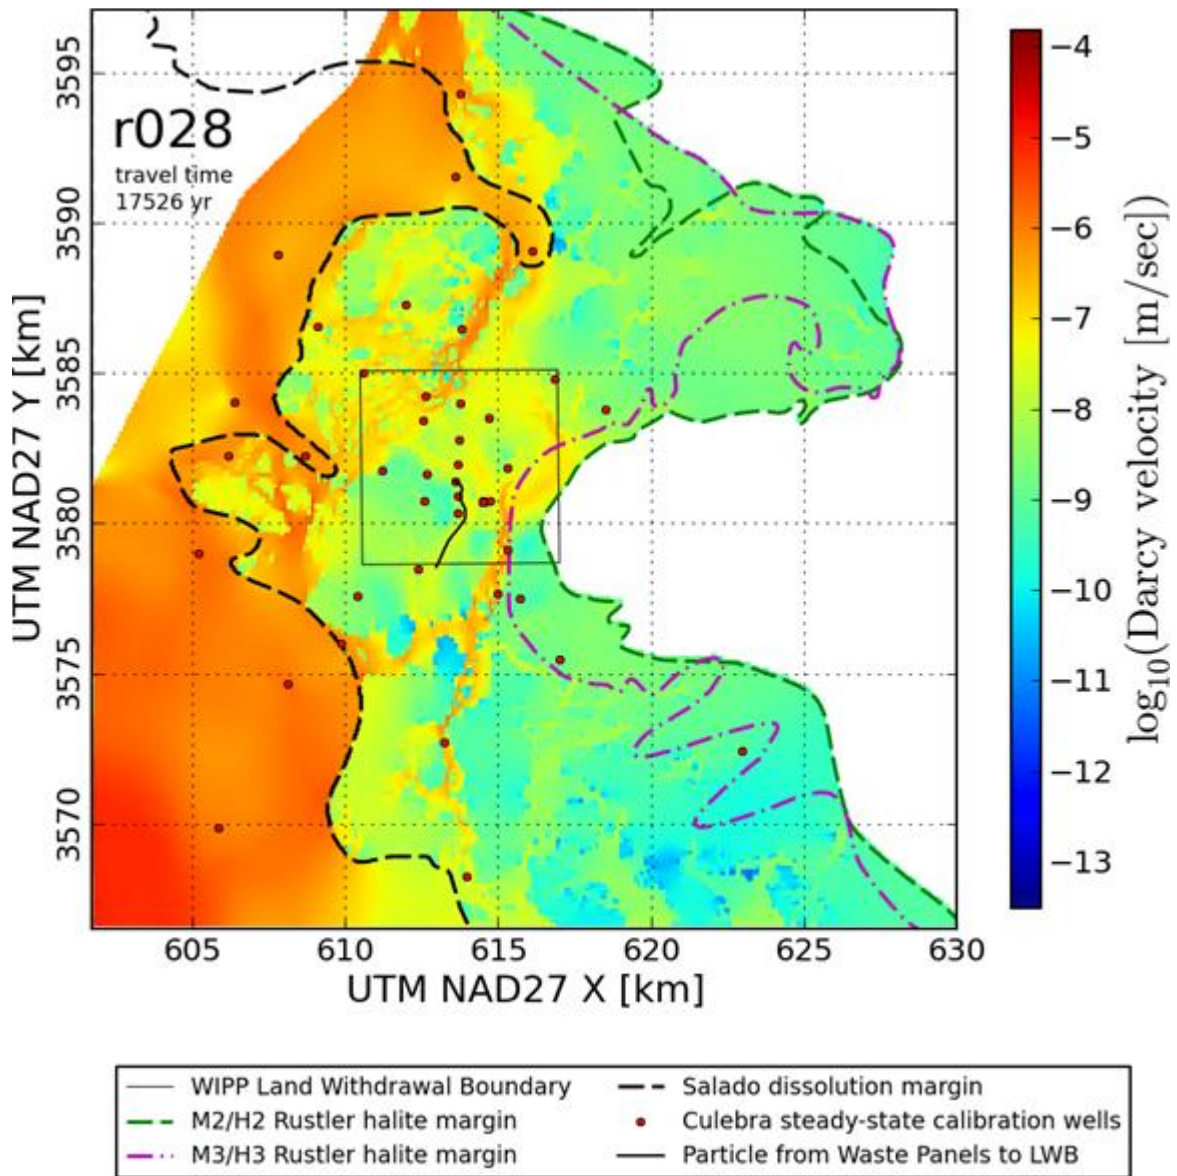 r028
travel time
17526 yr
3595
3590
3585
3580
3575
3570
UTM NAD27 Y [km]
605
610
615
620
625
630
UTM NAD27 X [km]
−4
−5
−6
−7
−8
−9
−10
−11
−12
−13
log₁₀(Darcy velocity [m/sec])
WIPP Land Withdrawal Boundary
M2/H2 Rustler halite margin
M3/H3 Rustler halite margin
Salado dissolution margin
Culebra steady-state calibration wells
Particle from Waste Panels to LWB